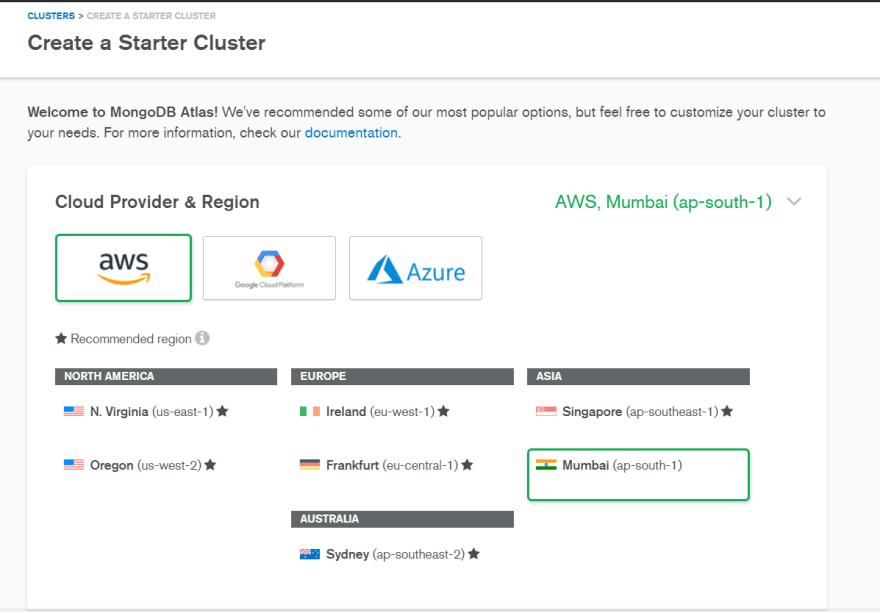 CLUSTERS > CREATE A STARTER CLUSTER
Create a Starter Cluster
Welcome to MongoDB Atlas! We've recommended some of our most popular options, but feel free to customize your cluster to
your needs. For more information, check our documentation.
Cloud Provider & Region
AWS, Mumbai (ap-south-1)
aws
Google Cloud Platform
Azure
★ Recommended region
NORTH AMERICA
N. Virginia (us-east-1) ★
Oregon (us-west-2) ★
EUROPE
Ireland (eu-west-1) ★
Frankfurt (eu-central-1) ★
AUSTRALIA
Sydney (ap-southeast-2) ★
ASIA
Singapore (ap-southeast-1) ★
Mumbai (ap-south-1)